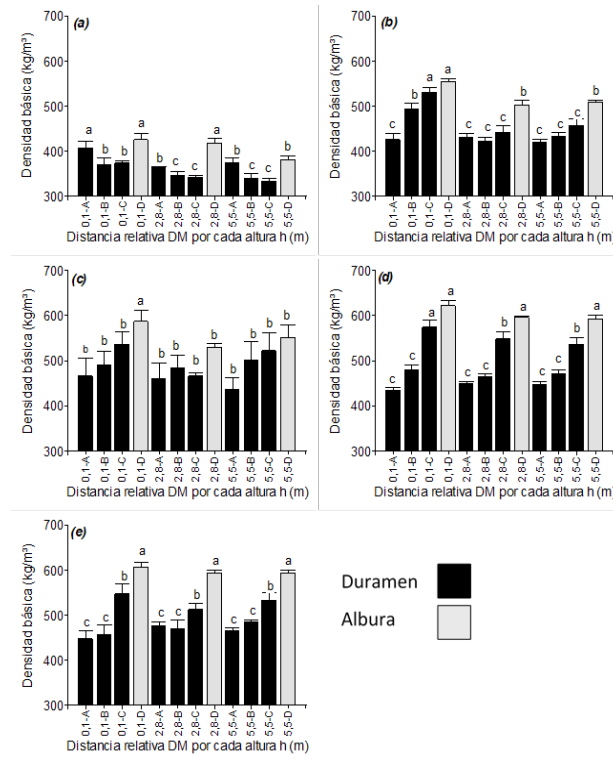 (a)
Densidad básica (kg/m³)
700
600
500
400
300
a b b a b c c a b c c b
0,1-A 0,1-B 0,1-C 0,1-D 2,8-A 2,8-B 2,8-C 2,8-D 5,5-A 5,5-B 5,5-C 5,5-D
Distancia relativa DM por cada altura h (m)
(b)
Densidad básica (kg/m³)
700
600
500
400
300
c b a a c c c b c c c b
0,1-A 0,1-B 0,1-C 0,1-D 2,8-A 2,8-B 2,8-C 2,8-D 5,5-A 5,5-B 5,5-C 5,5-D
Distancia relativa DM por cada altura h (m)
(c)
Densidad básica (kg/m³)
700
600
500
400
300
b b b a b b b b b b b b
0,1-A 0,1-B 0,1-C 0,1-D 2,8-A 2,8-B 2,8-C 2,8-D 5,5-A 5,5-B 5,5-C 5,5-D
Distancia relativa DM por cada altura h (m)
(d)
Densidad básica (kg/m³)
700
600
500
400
300
c c a a c c b a c c b a
0,1-A 0,1-B 0,1-C 0,1-D 2,8-A 2,8-B 2,8-C 2,8-D 5,5-A 5,5-B 5,5-C 5,5-D
Distancia relativa DM por cada altura h (m)
(e)
Densidad básica (kg/m³)
700
600
500
400
300
c c b a c c b a c c b a
0,1-A 0,1-B 0,1-C 0,1-D 2,8-A 2,8-B 2,8-C 2,8-D 5,5-A 5,5-B 5,5-C 5,5-D
Distancia relativa DM por cada altura h (m)
Duramen
Albura